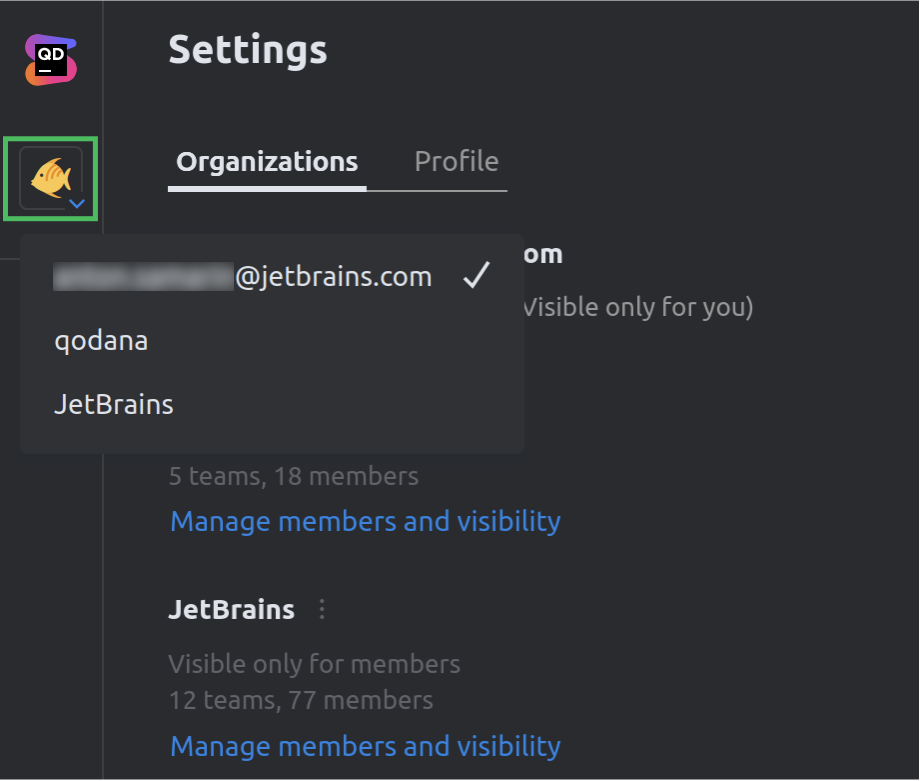 QD
Settings
Organizations Profile
om
@jetbrains.com
Visible only for you)
qodana
JetBrains
5 teams, 18 members
Manage members and visibility
JetBrains
Visible only for members
12 teams, 77 members
Manage members and visibility